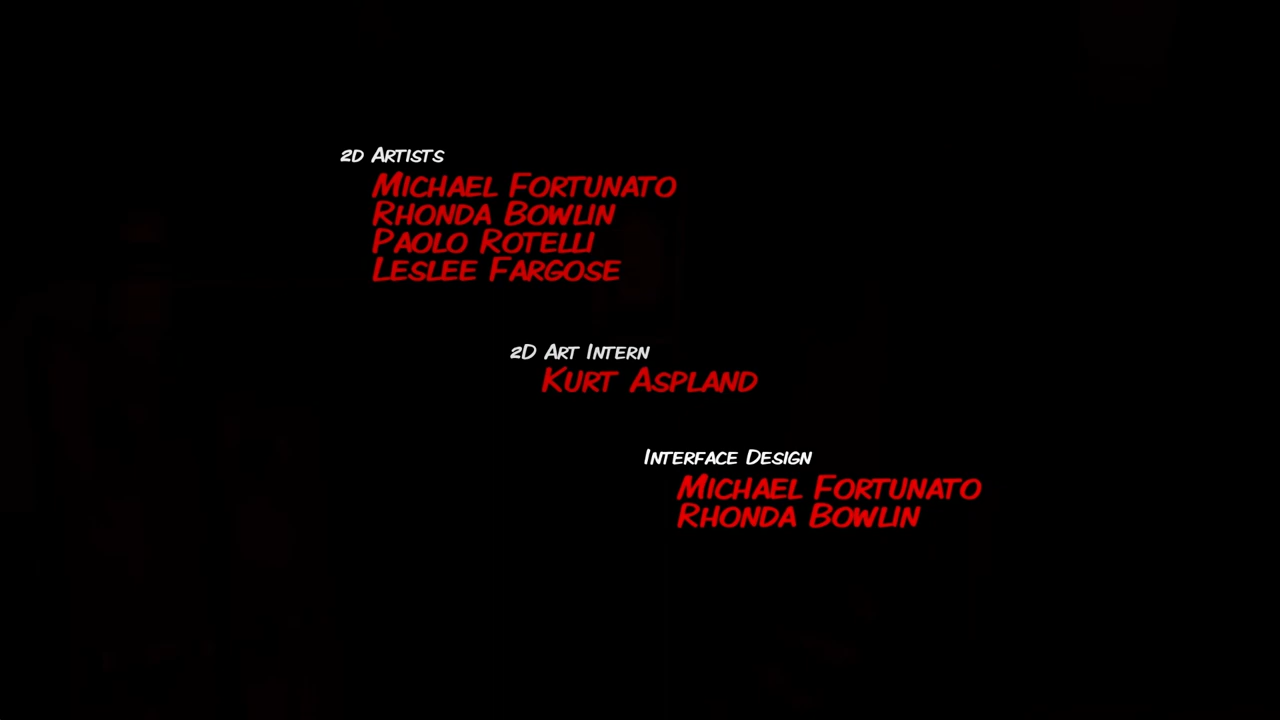 2D Artists
Michael Fortunato
Rhonda Bowlin
Paolo Rotelli
Leslee Fargose
2D Art Intern
Kurt Aspland
Interface Design
Michael Fortunato
Rhonda Bowlin